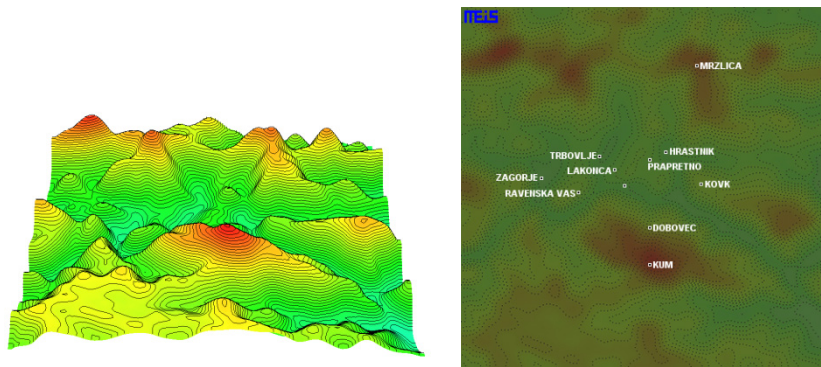 MEIS
MRZLICA
TRBOVLJE
HRASTNIK
PRAPRETNO
LAKONCA
ZAGORJE
RAVENSKA VAS
KOVK
DOBOVEC
KUM